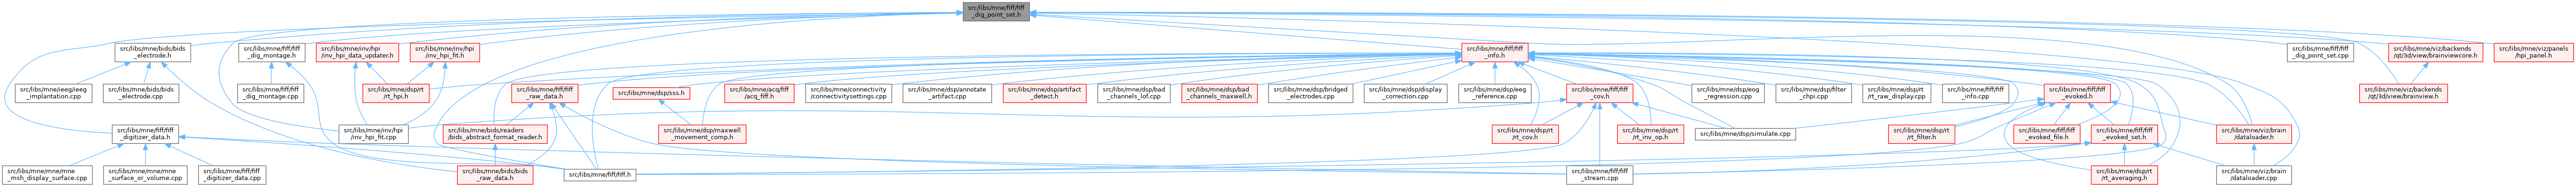 src/libs/mne/fiff/fiff
_dig_point_set.h
src/libs/mne/bids/bids
_electrode.h
src/libs/mne/fiff/fiff
_dig_montage.h
src/libs/mne/inv/hpi
/inv_hpi_data_updater.h
src/libs/mne/inv/hpi
/inv_hpi_fit.h
src/libs/mne/fiff/fiff
_info.h
src/libs/mne/fiff/fiff
_dig_point_set.cpp
src/libs/mne/viz/backends
/qt/3d/view/brainviewcore.h
src/libs/mne/viz/panels
/hpi_panel.h
src/libs/mne/ieeg/ieeg
_implantation.cpp
src/libs/mne/bids/bids
_electrode.cpp
src/libs/mne/fiff/fiff
_dig_montage.cpp
src/libs/mne/dsp/rt
/rt_hpi.h
src/libs/mne/fiff/fiff
_raw_data.h
src/libs/mne/dsp/sss.h
src/libs/mne/acq/fiff
/acq_fiff.h
src/libs/mne/connectivity
/connectivitysettings.cpp
src/libs/mne/dsp/annotate
_artifact.cpp
src/libs/mne/dsp/artifact
_detect.h
src/libs/mne/dsp/bad
_channels_lof.cpp
src/libs/mne/dsp/bad
_channels_maxwell.h
src/libs/mne/dsp/bridged
_electrodes.cpp
src/libs/mne/dsp/display
_correction.cpp
src/libs/mne/dsp/eeg
_reference.cpp
src/libs/mne/fiff/fiff
_cov.h
src/libs/mne/dsp/eog
_regression.cpp
src/libs/mne/dsp/filter
_chpi.cpp
src/libs/mne/dsp/rt
/rt_raw_display.cpp
src/libs/mne/fiff/fiff
_info.cpp
src/libs/mne/fiff/fiff
_evoked.h
src/libs/mne/viz/backends
/qt/3d/view/brainview.h
src/libs/mne/fiff/fiff
_digitizer_data.h
src/libs/mne/inv/hpi
/inv_hpi_fit.cpp
src/libs/mne/bids/readers
/bids_abstract_format_reader.h
src/libs/mne/dsp/maxwell
_movement_comp.h
src/libs/mne/dsp/rt
/rt_cov.h
src/libs/mne/dsp/rt
/rt_inv_op.h
src/libs/mne/dsp/simulate.cpp
src/libs/mne/dsp/rt
/rt_filter.h
src/libs/mne/fiff/fiff
_evoked_file.h
src/libs/mne/fiff/fiff
_evoked_set.h
src/libs/mne/viz/brain
/dataloader.h
src/libs/mne/mne/mne
_msh_display_surface.cpp
src/libs/mne/mne/mne
_surface_or_volume.cpp
src/libs/mne/fiff/fiff
_digitizer_data.cpp
src/libs/mne/bids/bids
_raw_data.h
src/libs/mne/fiff/fiff.h
src/libs/mne/fiff/fiff
_stream.cpp
src/libs/mne/dsp/rt
/rt_averaging.h
src/libs/mne/viz/brain
/dataloader.cpp